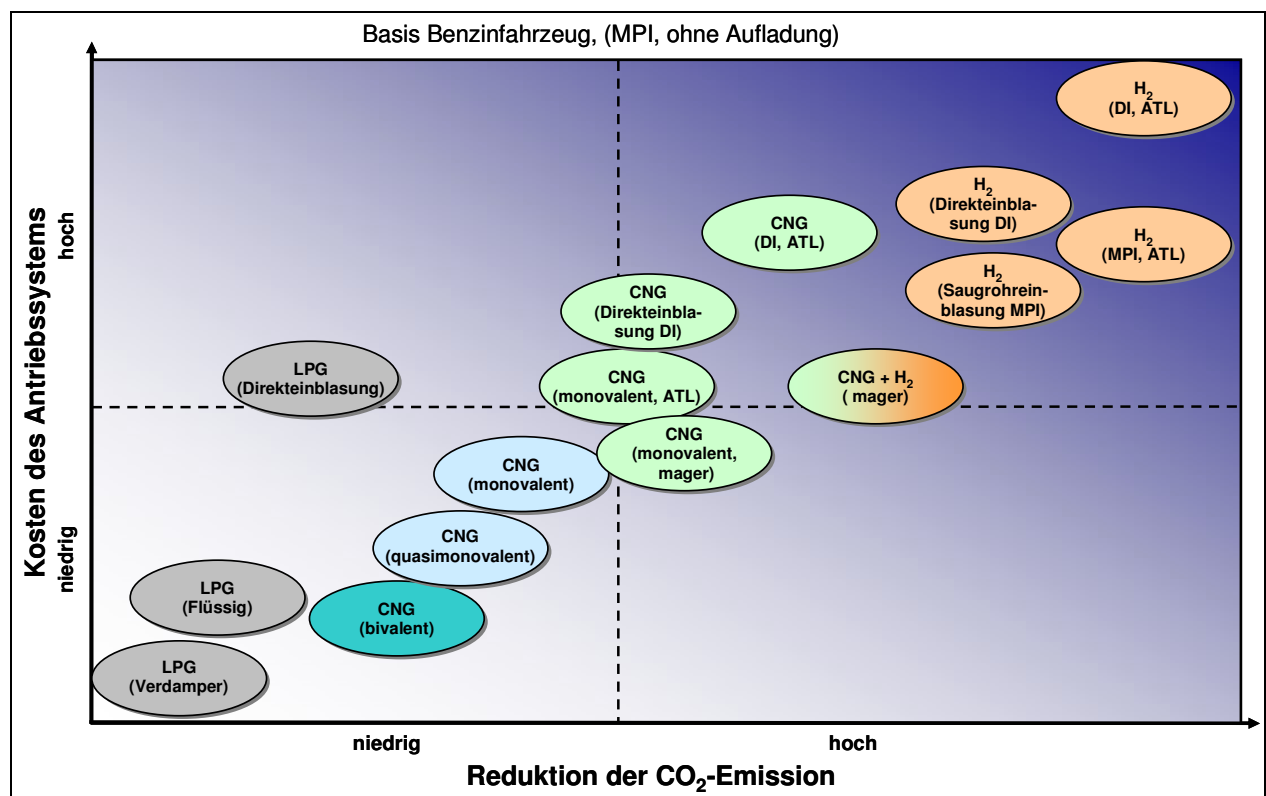 Basis Benzinfahrzeug, (MPI, ohne Aufladung)
Kosten des Antriebssystems
hoch
niedrig
H₂
(DI, ATL)
H₂
(Direkteinbla-
sung DI)
CNG
(DI, ATL)
H₂
(MPI, ATL)
H₂
(Saugrohrein-
blasung MPI)
CNG
(Direkteinbla-
sung DI)
LPG
(Direkteinblasung)
CNG
(monovalent, ATL)
CNG + H₂
( mager)
CNG
(monovalent,
mager)
CNG
(monovalent)
CNG
(quasimonovalent)
LPG
(Flüssig)
CNG
(bivalent)
LPG
(Verdamper)
niedrig
hoch
Reduktion der CO₂-Emission